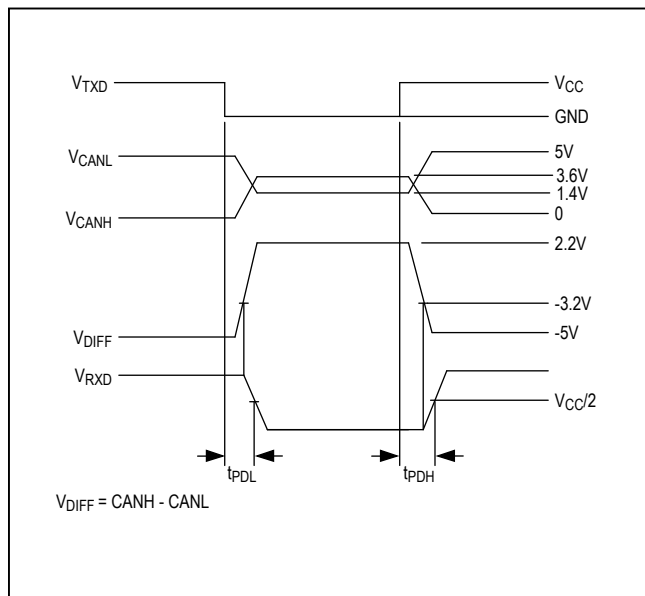 VTXD
VCC
GND
VCANL
5V
3.6V
1.4V
VCANH
0
2.2V
-3.2V
VDIFF
-5V
VRXD
VCC/2
tPDL
tPDH
VDIFF = CANH - CANL